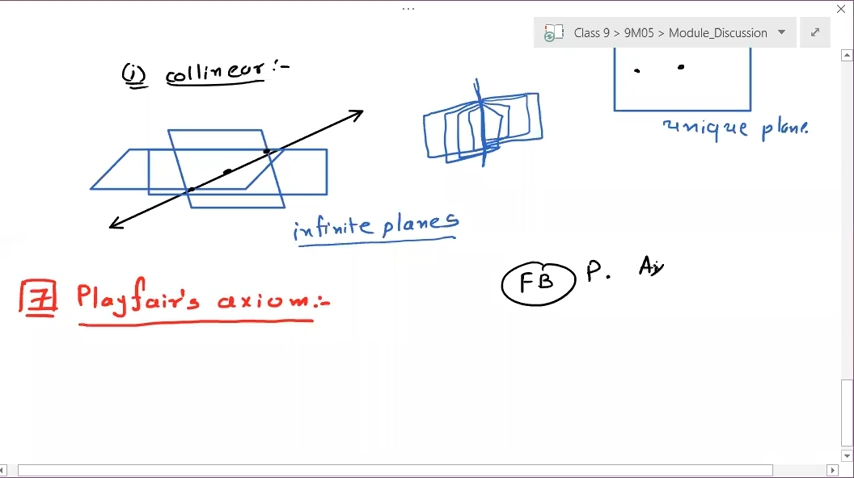 Class 9 > 9M05 > Module_Discussion
(i) collinear :-
unique plane.
infinite planes
7 Playfair's axiom :-
FB P. Ax